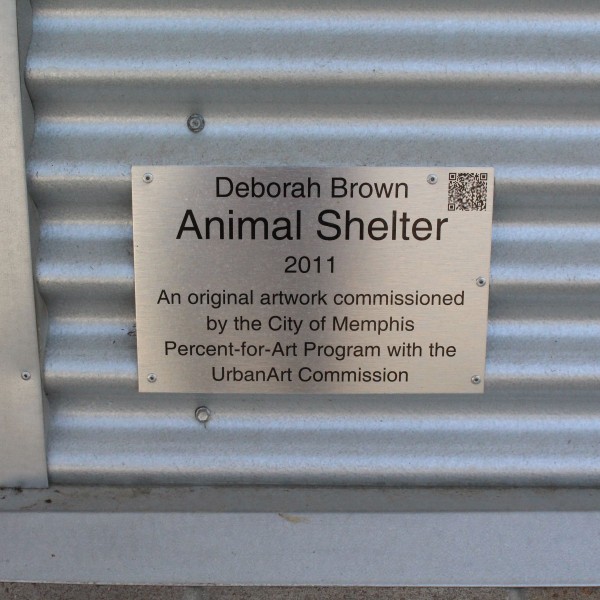 Deborah Brown
Animal Shelter
2011
An original artwork commissioned
by the City of Memphis
Percent-for-Art Program with the
UrbanArt Commission